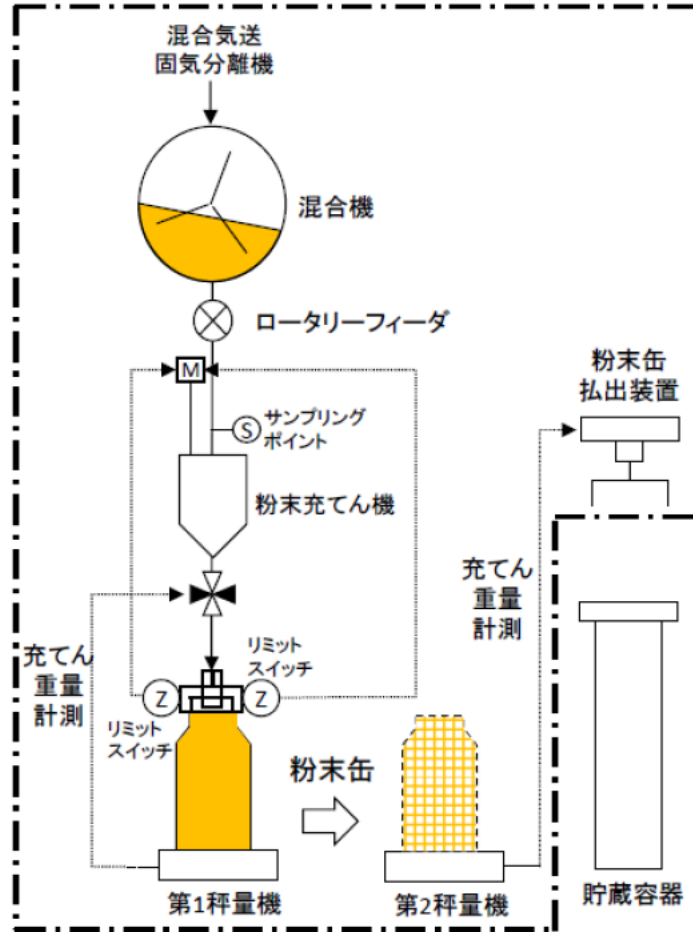 混合気送
固気分離機
混合機
ロータリーフィーダ
M
S
サンプリング
ポイント
粉末充てん機
粉末缶
払出装置
充てん
重量
計測
充てん
重量
計測
リミット
スイッチ
Z
Z
リミット
スイッチ
粉末缶
第1秤量機
第2秤量機
貯蔵容器